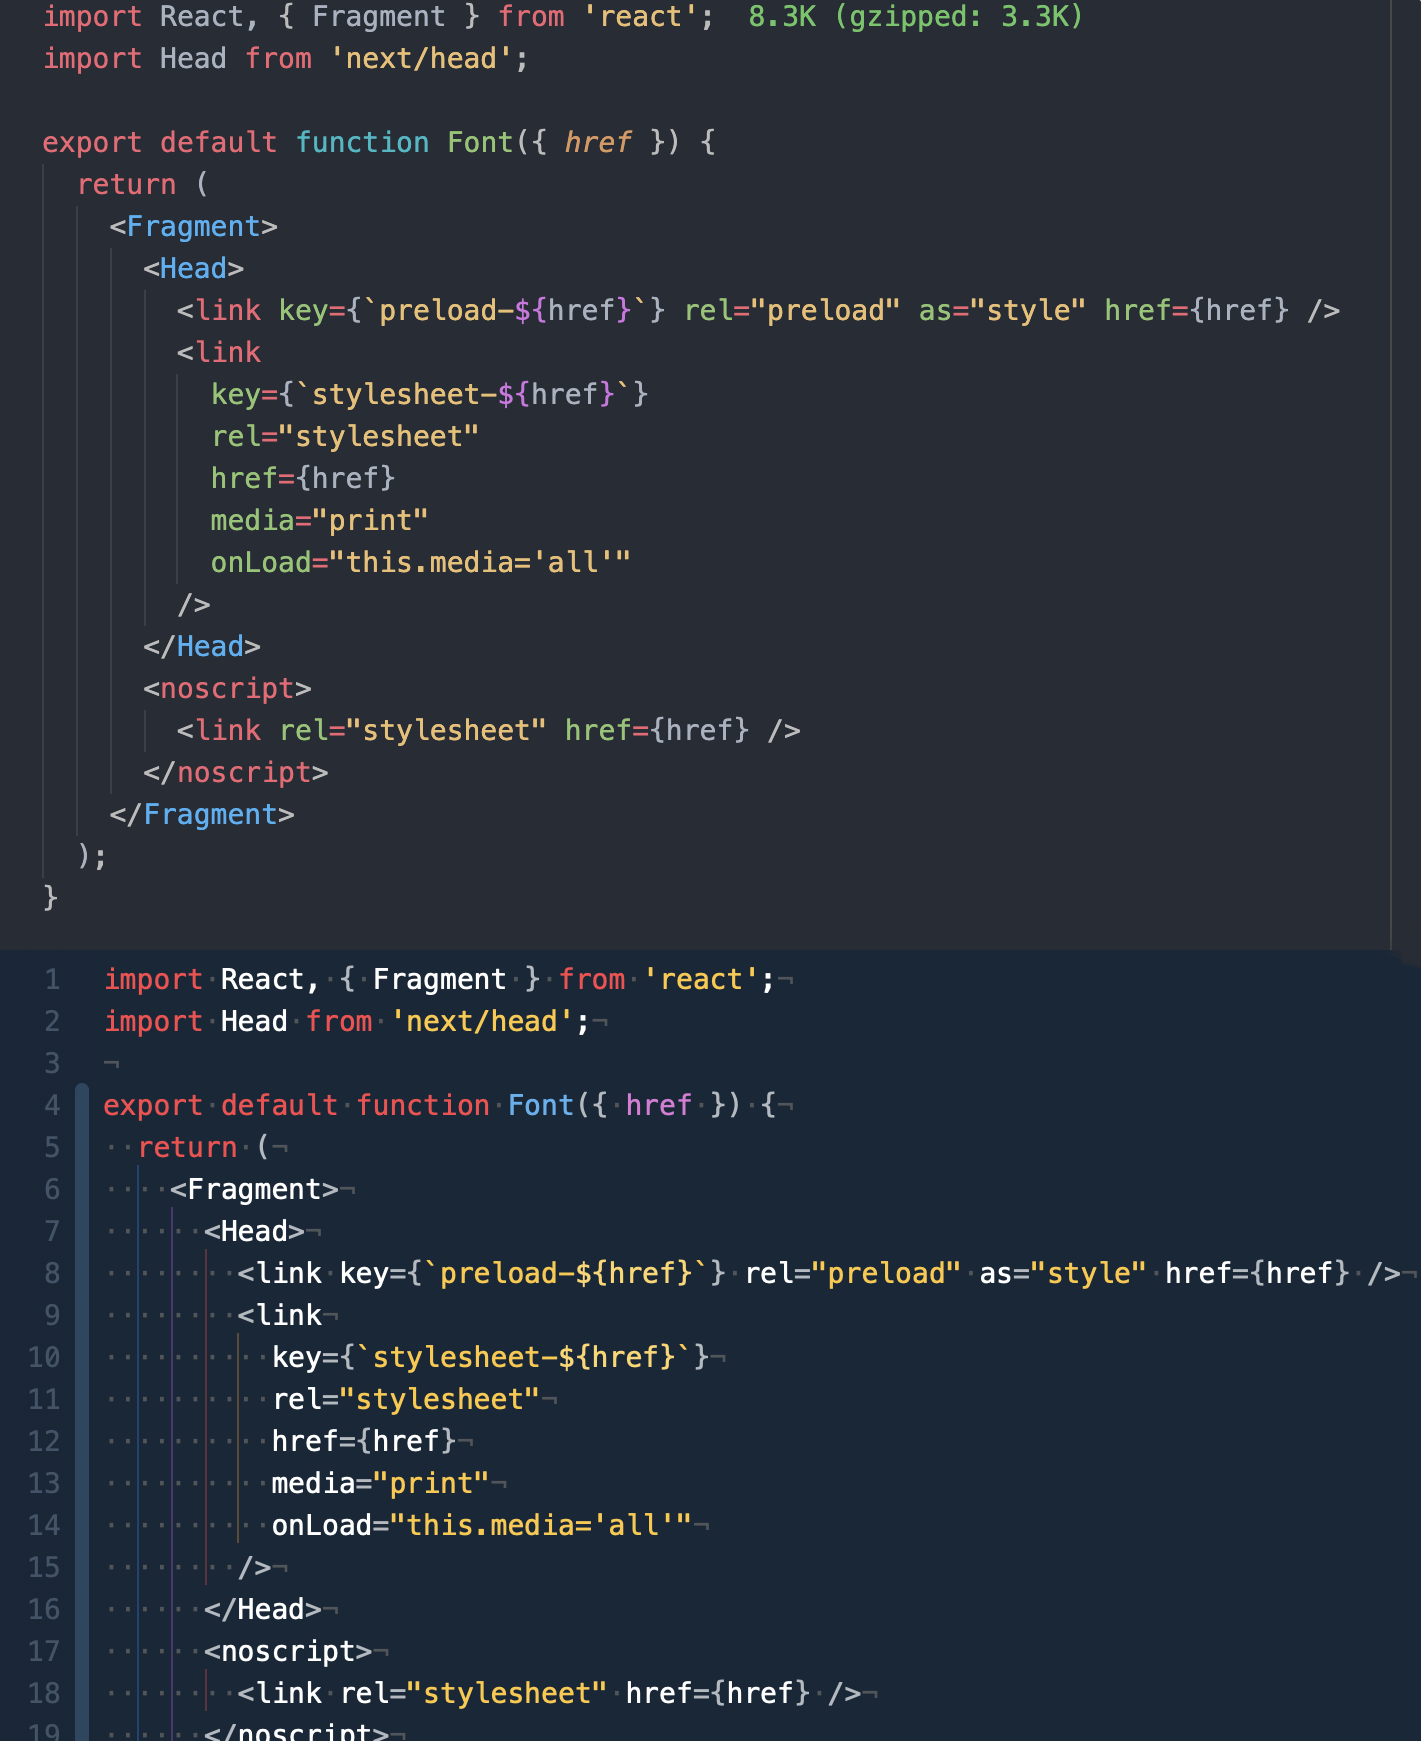 import React, { Fragment } from 'react';  8.3K (gzipped: 3.3K)
import Head from 'next/head';

export default function Font({ href }) {
  return (
    <Fragment>
      <Head>
        <link key={`preload-${href}`} rel="preload" as="style" href={href} />
        <link
          key={`stylesheet-${href}`}
          rel="stylesheet"
          href={href}
          media="print"
          onLoad="this.media='all'"
        />
      </Head>
      <noscript>
        <link rel="stylesheet" href={href} />
      </noscript>
    </Fragment>
  );
}
1 import·React,·{·Fragment·}·from·'react';¬
2 import·Head·from·'next/head';¬
3 ¬
4 export·default·function·Font({·href·})·{¬
5 ··return·(¬
6 ····<Fragment>¬
7 ······<Head>¬
8 ········<link·key={`preload-${href}`}·rel="preload"·as="style"·href={href}·/>¬
9 ········<link¬
10 ··········key={`stylesheet-${href}`}¬
11 ··········rel="stylesheet"¬
12 ··········href={href}¬
13 ··········media="print"¬
14 ··········onLoad="this.media='all'"¬
15 ········/>¬
16 ······</Head>¬
17 ······<noscript>¬
18 ········<link·rel="stylesheet"·href={href}·/>¬
19 ······</noscript>¬